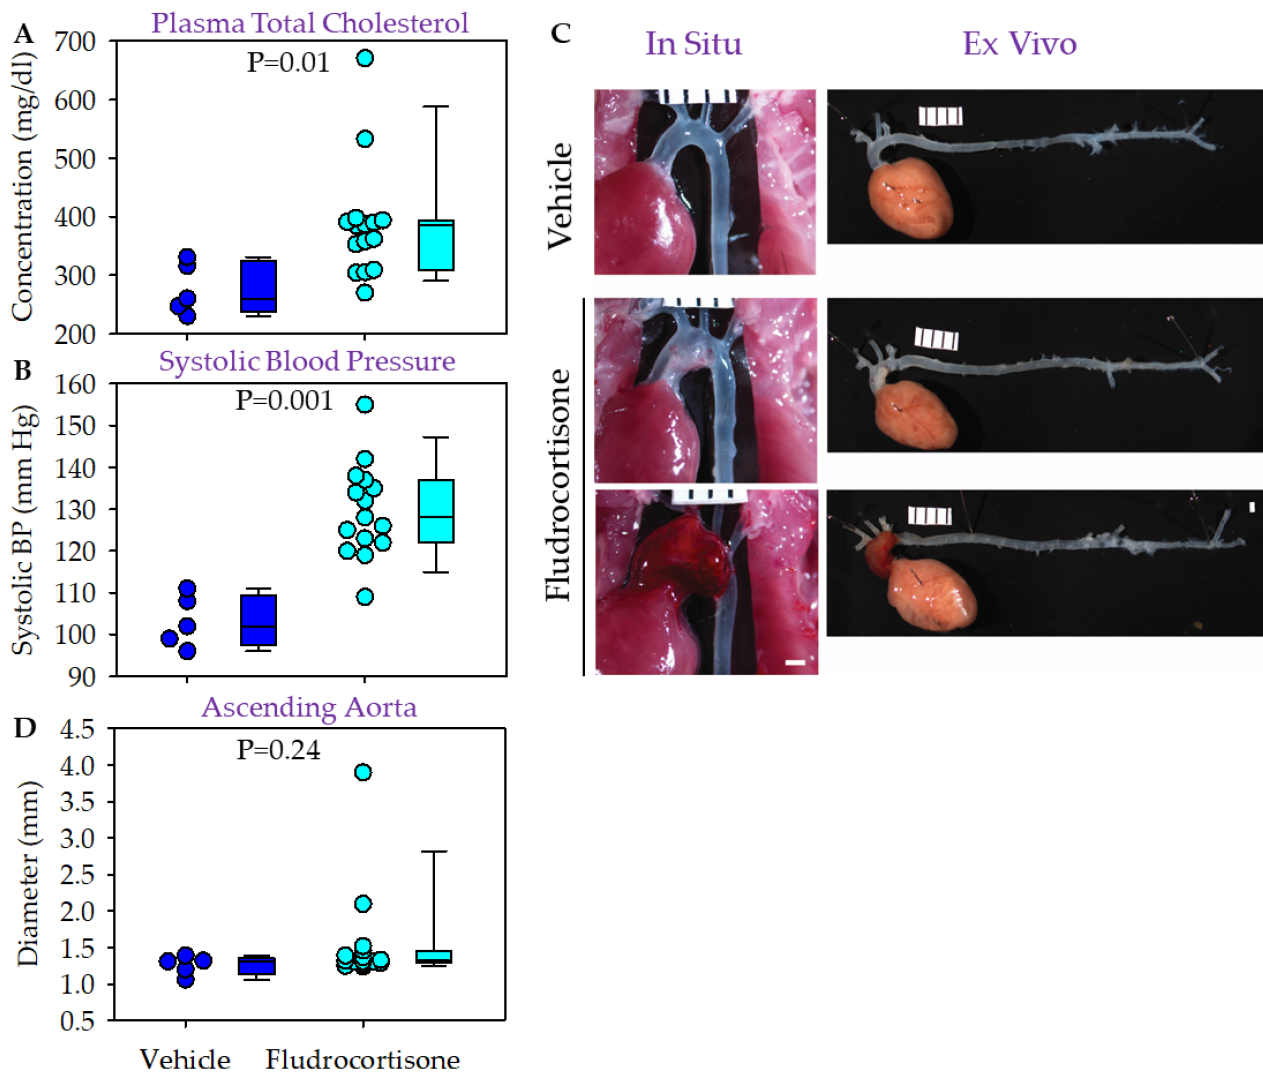 A
Plasma Total Cholesterol
P=0.01
Concentration (mg/dl)
700
600
500
400
300
200
B
Systolic Blood Pressure
P=0.001
Systolic BP (mm Hg)
160
150
140
130
120
110
100
90
C
In Situ
Ex Vivo
Vehicle
Fludrocortisone
D
Ascending Aorta
P=0.24
Diameter (mm)
4.5
4.0
3.5
3.0
2.5
2.0
1.5
1.0
0.5
Vehicle
Fludrocortisone